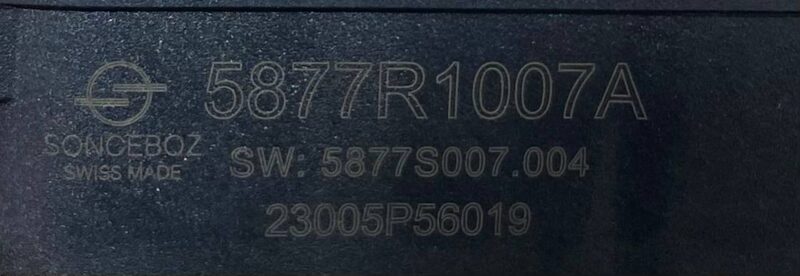 5877R1007A
SONCEBOZ
SWISS MADE
SW: 5877S007.004
23005P56019